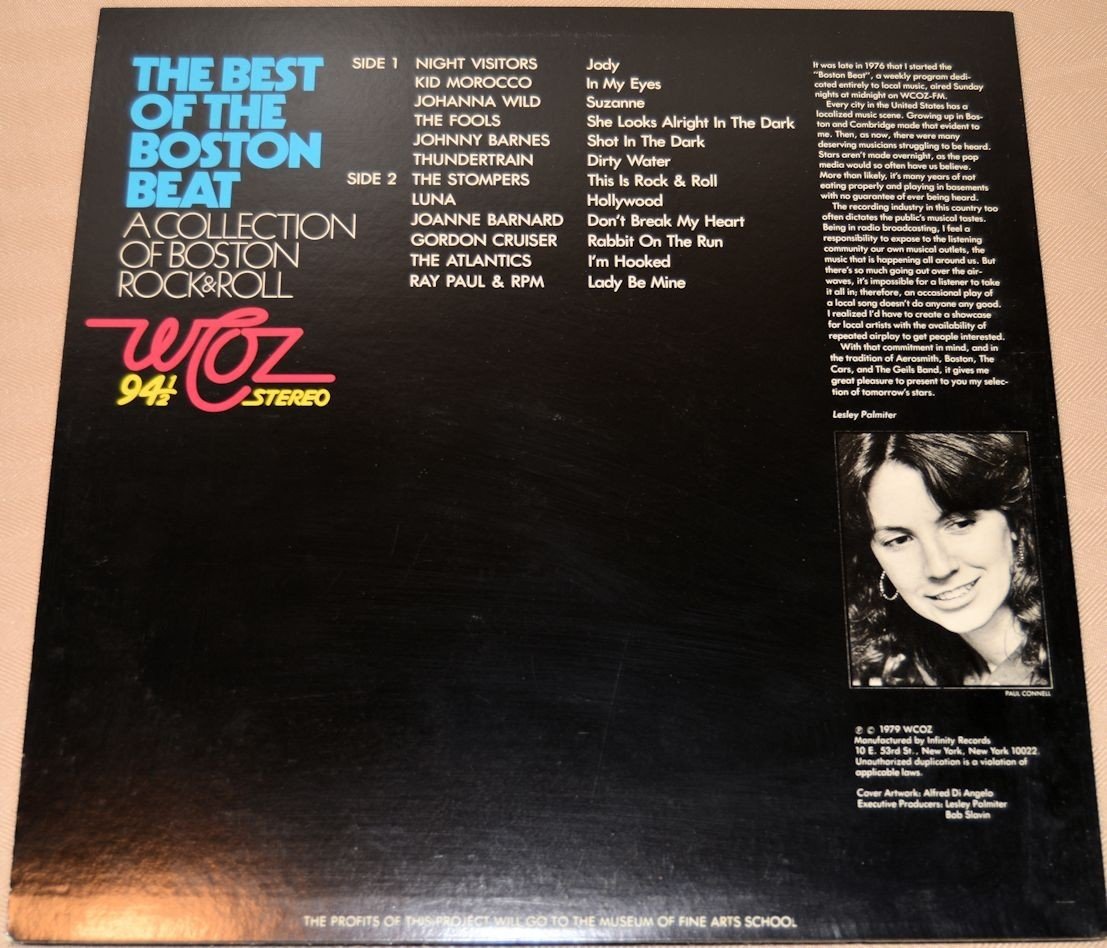 THE BEST
OF THE
BOSTON
BEAT
A COLLECTION
OF BOSTON
ROCK&ROLL
WCOZ
94½ STEREO
SIDE 1 NIGHT VISITORS Jody
KID MOROCCO In My Eyes
JOHANNA WILD Suzanne
THE FOOLS She Looks Alright In The Dark
JOHNNY BARNES Shot In The Dark
THUNDERTRAIN Dirty Water
SIDE 2 THE STOMPERS This Is Rock & Roll
LUNA Hollywood
JOANNE BARNARD Don't Break My Heart
GORDON CRUISER Rabbit On The Run
THE ATLANTICS I'm Hooked
RAY PAUL & RPM Lady Be Mine
It was late in 1976 that I started the
"Boston Beat", a weekly program dedi-
cated entirely to local music, aired Sunday
nights at midnight on WCOZ-FM.
Every city in the United States has a
localized music scene. Growing up in Bos-
ton and Cambridge made that evident to
me. Then, as now, there were many
deserving musicians struggling to be heard.
Stars aren't made overnight, as the pop
media would so often have us believe.
More than likely, it's many years of not
eating properly and playing in basements
with no guarantee of ever being heard.
The recording industry in this country too
often dictates the public's musical tastes.
Being in radio broadcasting, I feel a
responsibility to expose to the listening
community our own musical outlets, the
music that is happening all around us. But
there's so much going out over the air-
waves, it's impossible for a listener to take
it all in; therefore, an occasional play of
a local song doesn't do anyone any good.
I realized I'd have to create a showcase
for local artists with the availability of
repeated airplay to get people interested.
With that commitment in mind, and in
the tradition of Aerosmith, Boston, The
Cars, and The Geils Band, it gives me
great pleasure to present to you my selec-
tion of tomorrow's stars.
Lesley Palmiter
PAUL CONNELL
℗ © 1979 WCOZ
Manufactured by Infinity Records
10 E. 53rd St., New York, New York 10022.
Unauthorized duplication is a violation of
applicable laws.
Cover Artwork: Alfred Di Angelo
Executive Producers: Lesley Palmiter
Bob Slavin
THE PROFITS OF THIS PROJECT WILL GO TO THE MUSEUM OF FINE ARTS SCHOOL